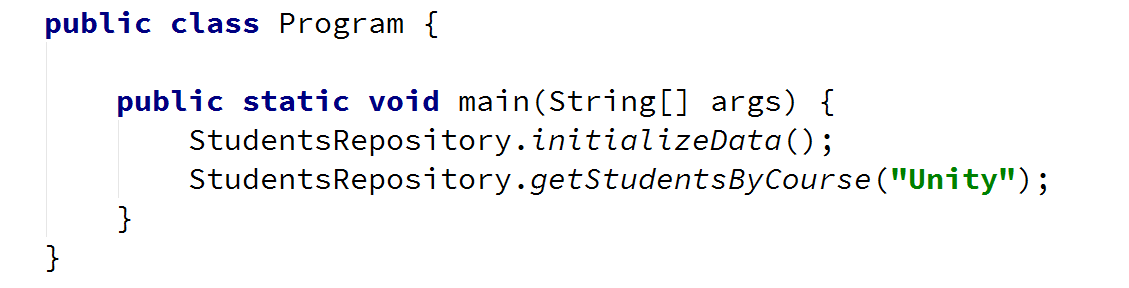 public class Program {
public static void main(String[] args) {
StudentsRepository.initializeData();
StudentsRepository.getStudentsByCourse("Unity");
}
}